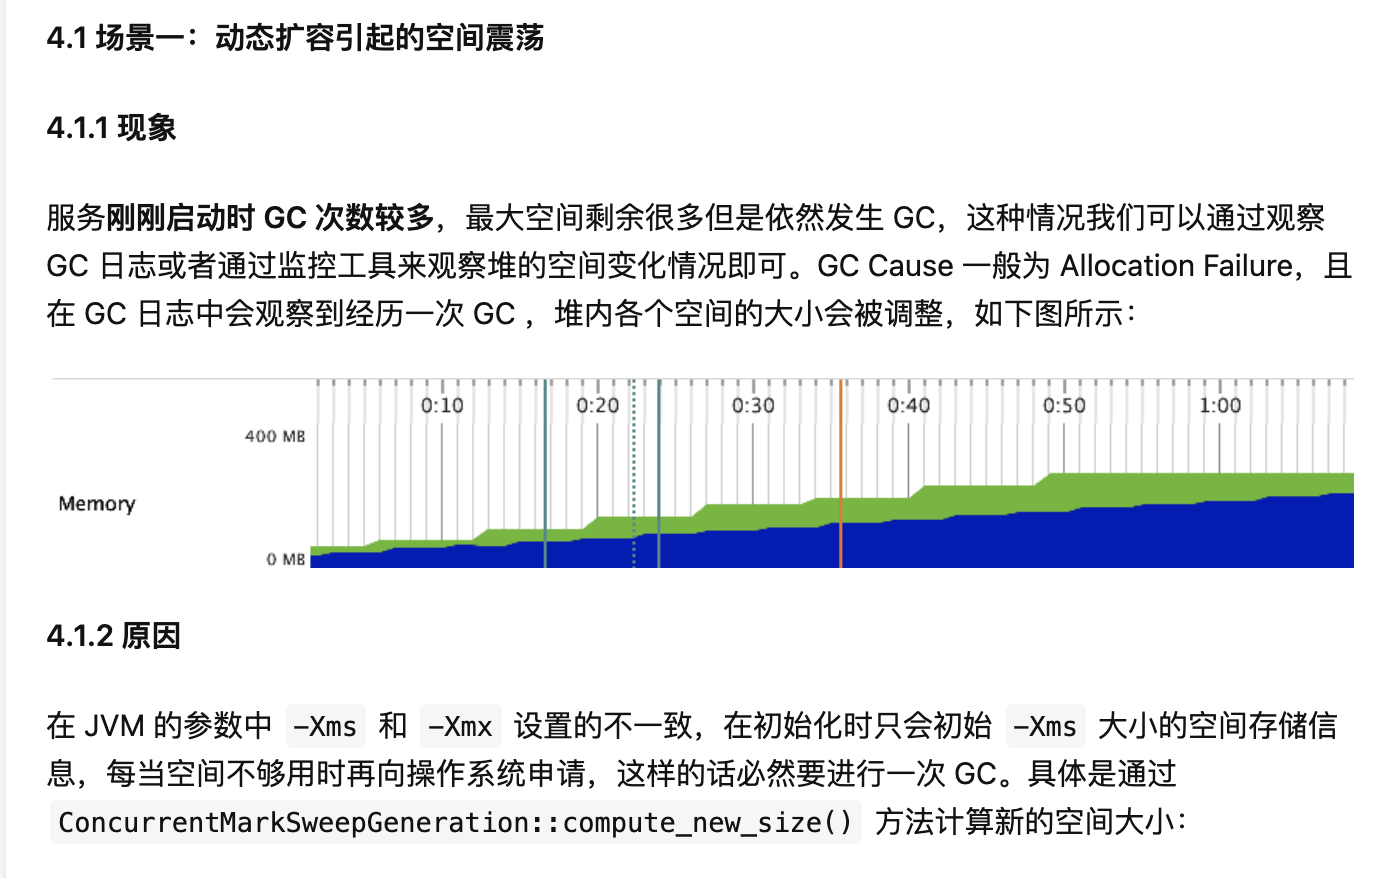 4.1 场景一：动态扩容引起的空间震荡
4.1.1 现象
服务刚刚启动时 GC 次数较多，最大空间剩余很多但是依然发生 GC，这种情况我们可以通过观察
GC 日志或者通过监控工具来观察堆的空间变化情况即可。GC Cause 一般为 Allocation Failure，且
在 GC 日志中会观察到经历一次 GC ，堆内各个空间的大小会被调整，如下图所示：
0:10 0:20 0:30 0:40 0:50 1:00
400 MB
Memory
0 MB
4.1.2 原因
在 JVM 的参数中 -Xms 和 -Xmx 设置的不一致，在初始化时只会初始 -Xms 大小的空间存储信
息，每当空间不够用时再向操作系统申请，这样的话必然要进行一次 GC。具体是通过
ConcurrentMarkSweepGeneration::compute_new_size() 方法计算新的空间大小：